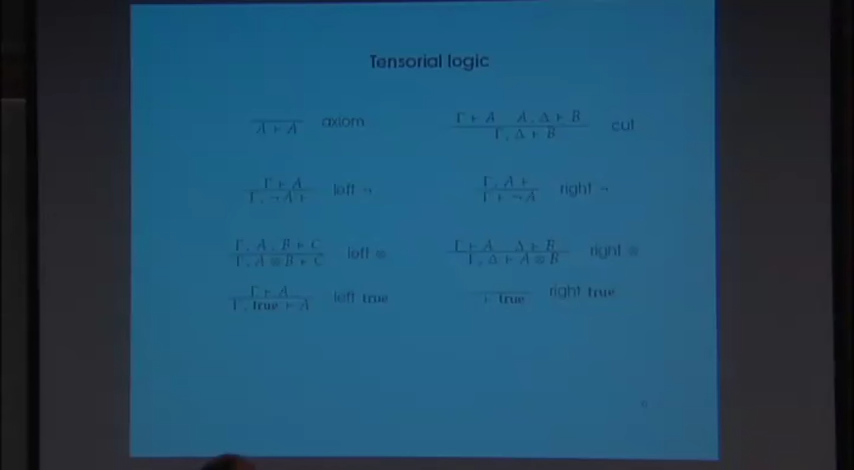 Tensorial logic
A ⊢ A axiom
Γ ⊢ A A, Δ ⊢ B
Γ, Δ ⊢ B cut
Γ ⊢ A
Γ, ¬A ⊢ left ¬
Γ, A ⊢
Γ ⊢ ¬A right ¬
Γ, A, B ⊢ C
Γ, A ⊗ B ⊢ C left ⊗
Γ ⊢ A Δ ⊢ B
Γ, Δ ⊢ A ⊗ B right ⊗
Γ ⊢ A
Γ, true ⊢ A left true
⊢ true right true